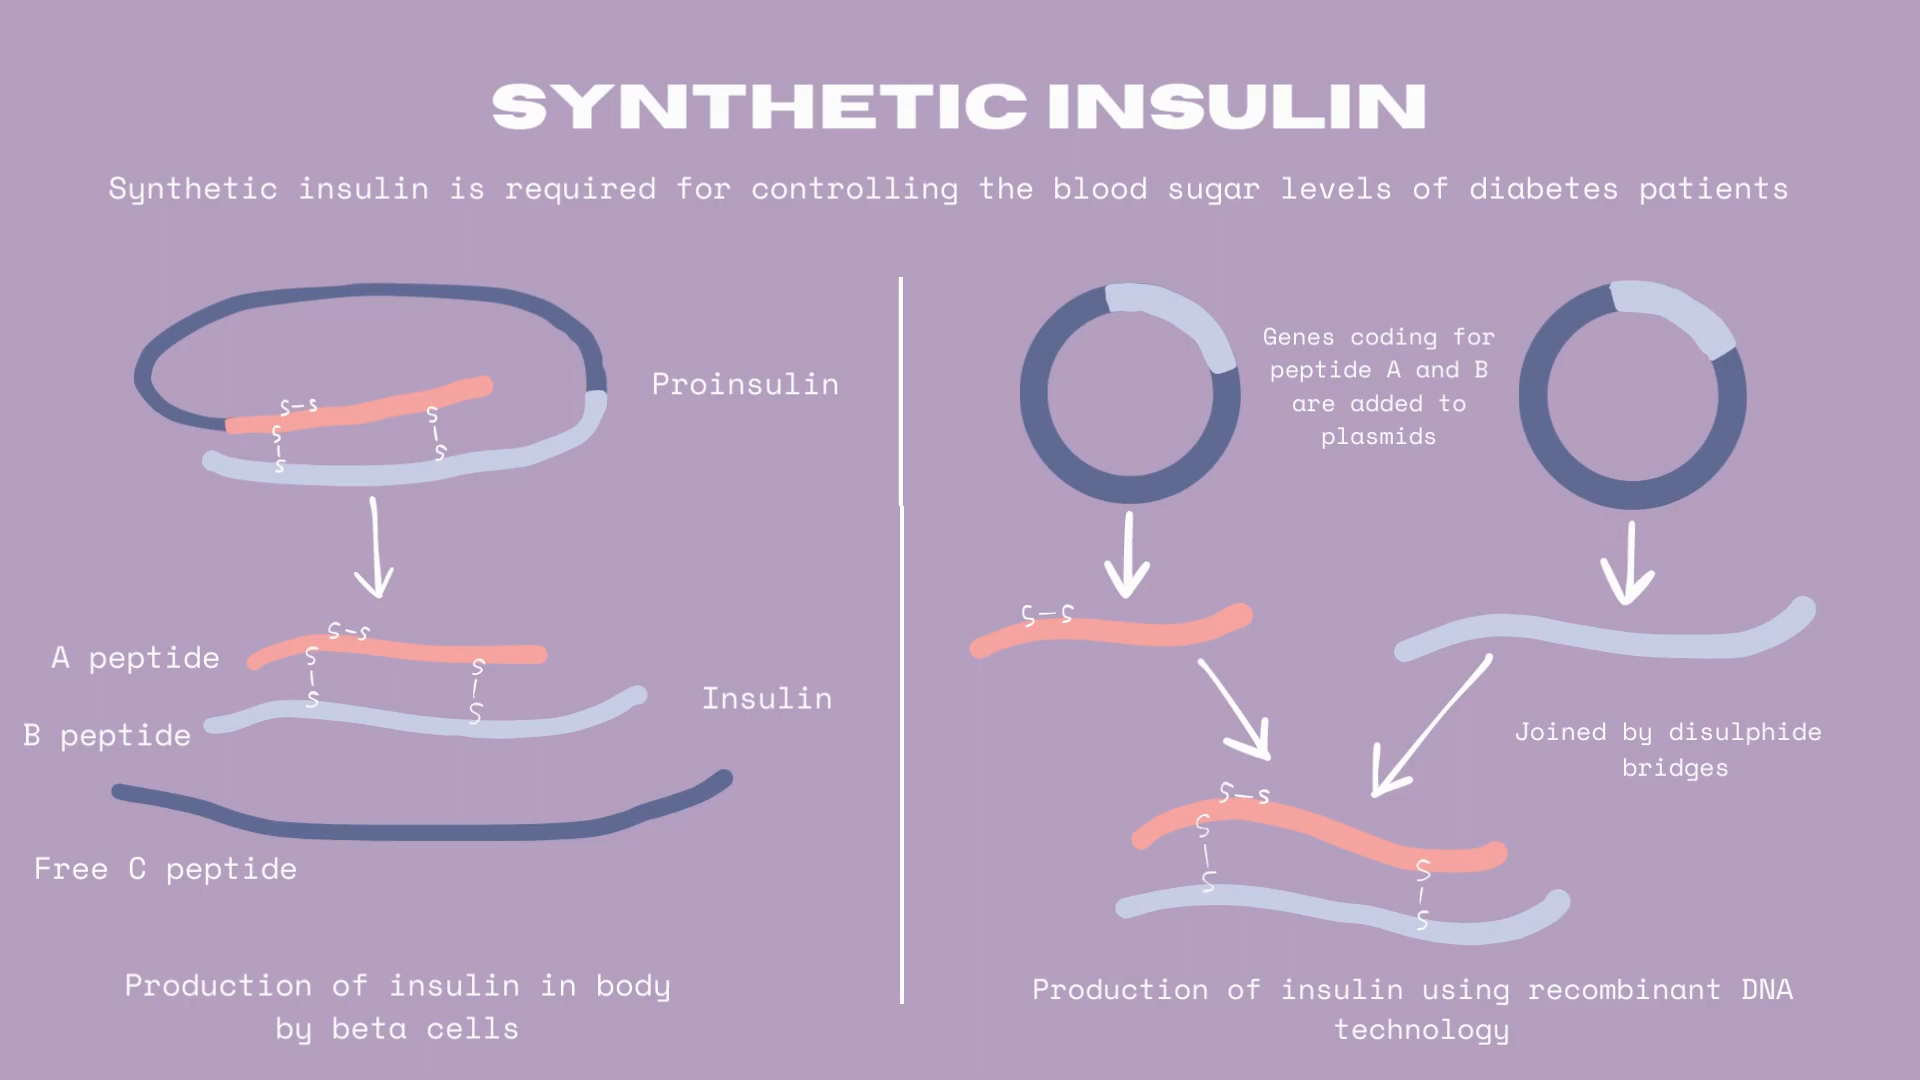 SYNTHETIC INSULIN
Synthetic insulin is required for controlling the blood sugar levels of diabetes patients
Proinsulin
S-S
S
S
S
S
A peptide
B peptide
Free C peptide
Insulin
S-S
S
S
S
S
Production of insulin in body
by beta cells
Genes coding for
peptide A and B
are added to
plasmids
S-S
Joined by disulphide
bridges
S-S
S
S
S
S
Production of insulin using recombinant DNA
technology